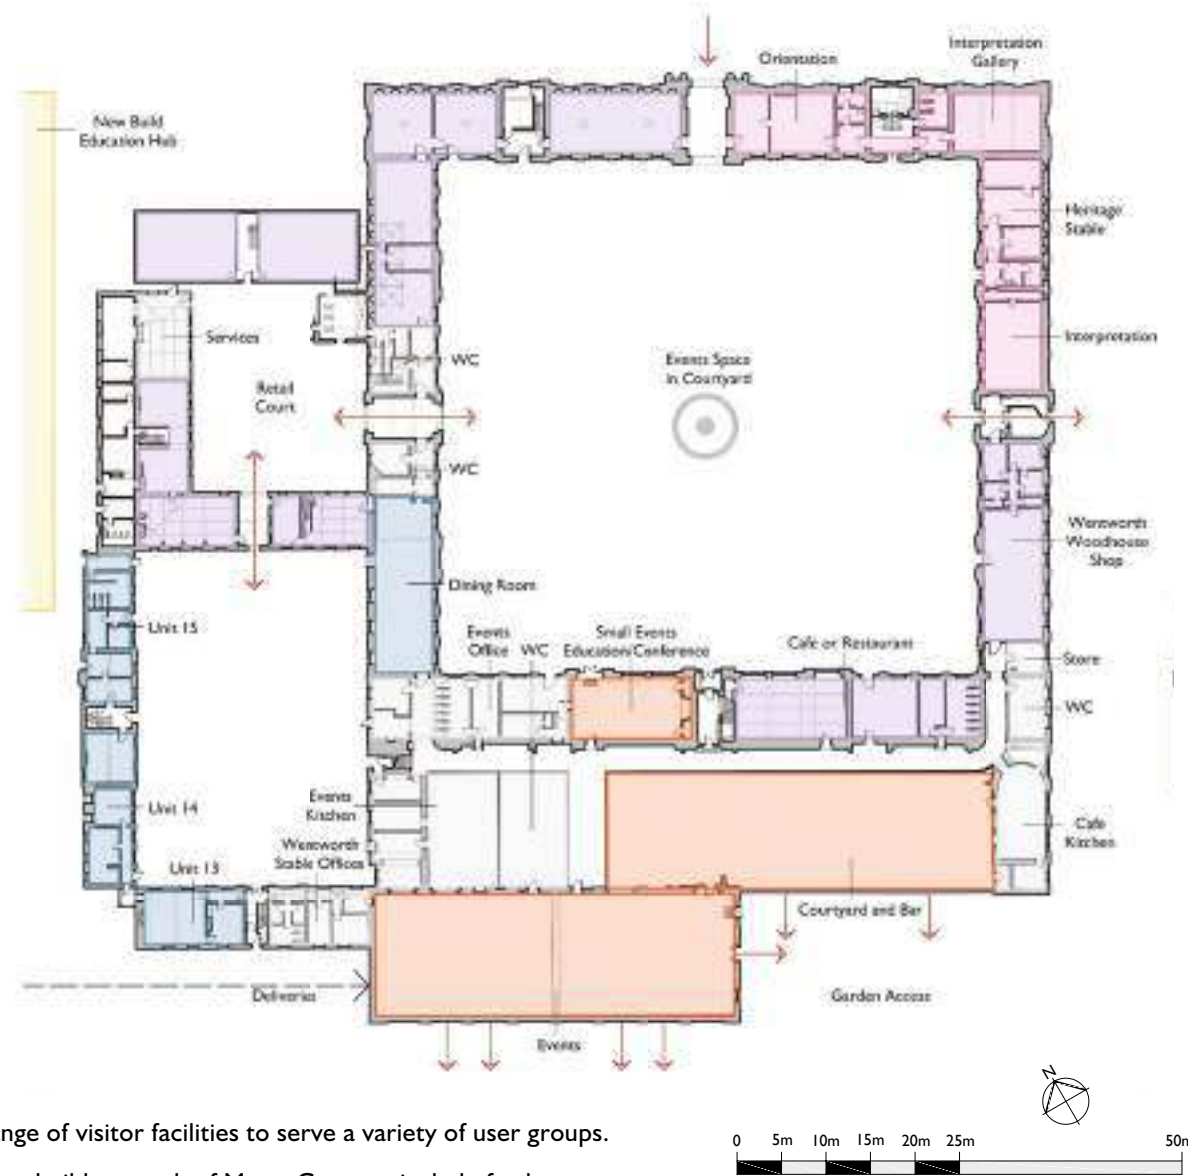 Orientation
Interpretation
Gallery
New Build
Education Hub
Heritage
Stable
Services
Interpretation
WC
Events Space
in Courtyard
Retail
Court
WC
Wentworth
Woodhouse
Shop
Dining Room
Unit 15
Events
Office
WC
Small Events
Education/Conference
Cafe or Restaurant
Store
WC
Events
Kitchen
Unit 14
Wentworth
Stable Offices
Cafe
Kitchen
Unit 13
Courtyard and Bar
Deliveries
Garden Access
Events
N
nge of visitor facilities to serve a variety of user groups.
0 5m 10m 15m 20m 25m 50m